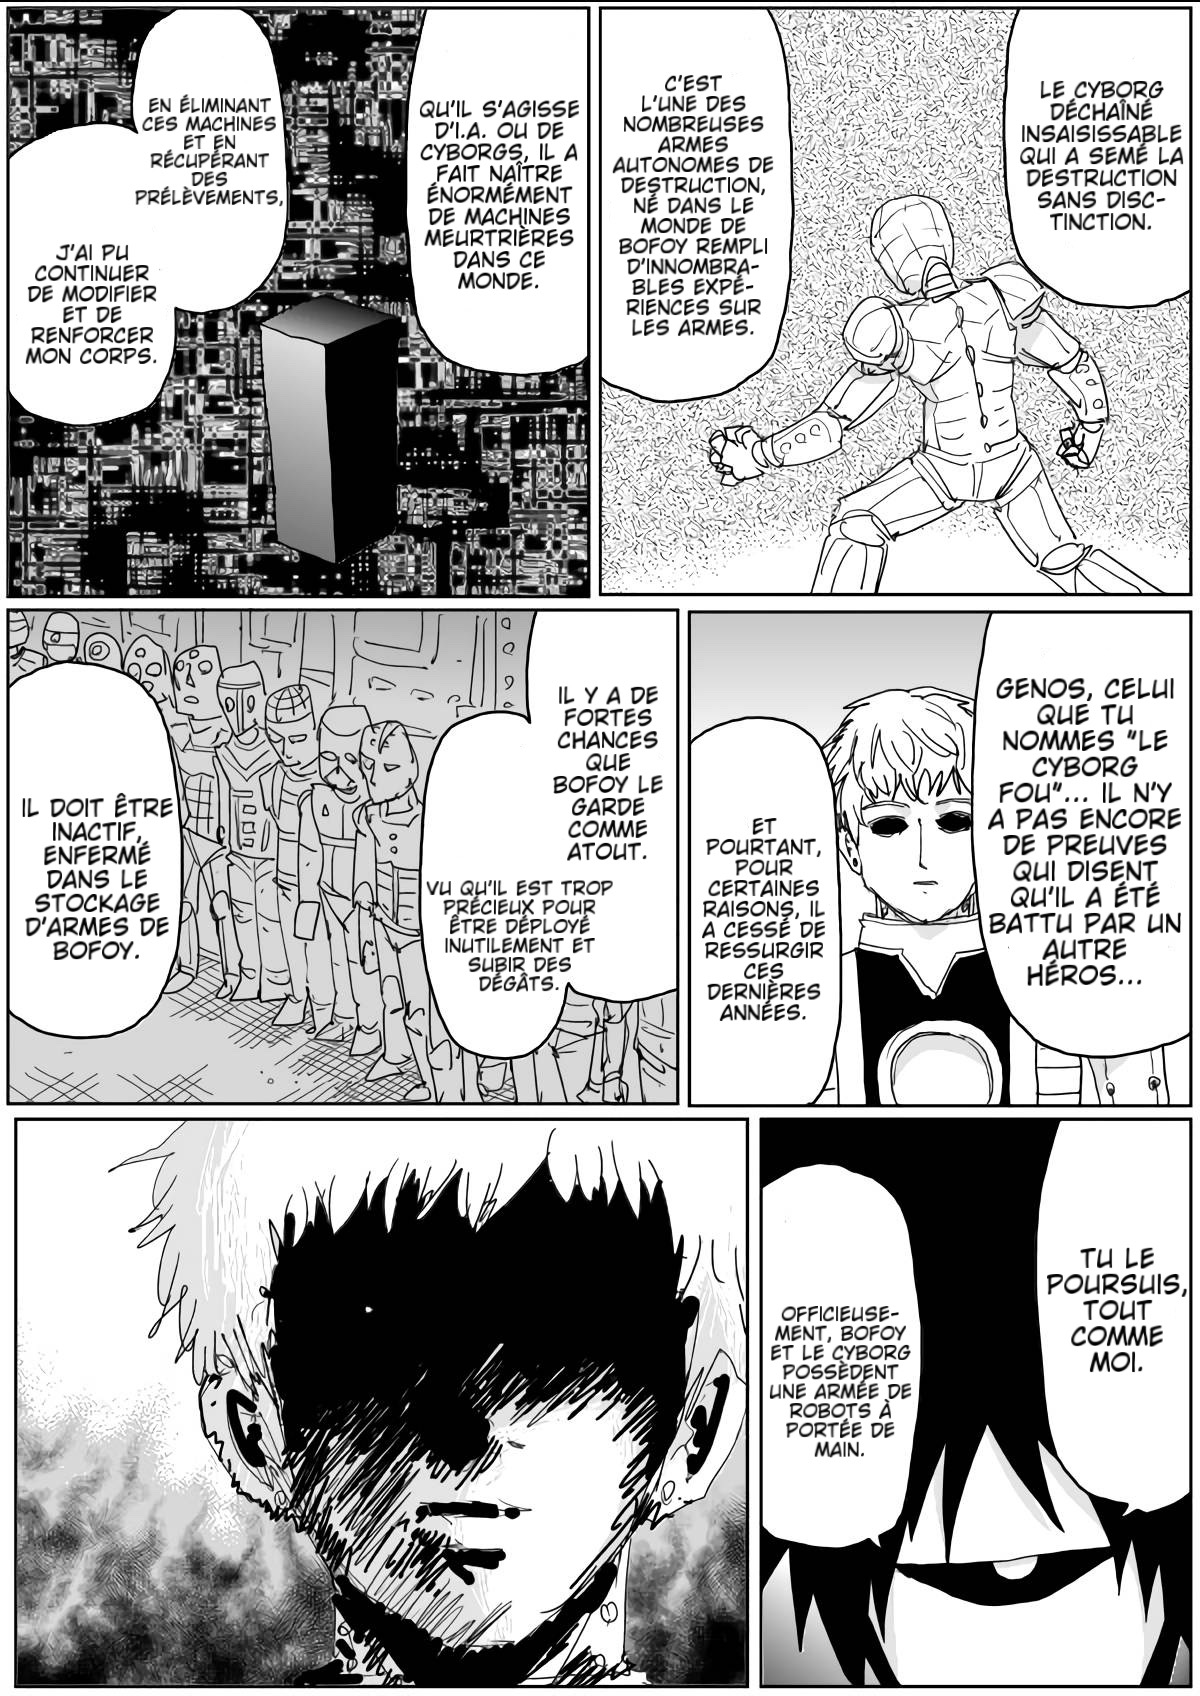 LE CYBORG
DÉCHAÎNÉ
INSAISISSABLE
QUI A SEMÉ LA
DESTRUCTION
SANS DISC-
TINCTION.
C'EST
L'UNE DES
NOMBREUSES
ARMES
AUTONOMES DE
DESTRUCTION,
NÉ DANS LE
MONDE DE
BOFOY REMPLI
D'INNOMBRA-
BLES EXPÉ-
RIENCES SUR
LES ARMES.
QU'IL S'AGISSE
D'I.A. OU DE
CYBORGS, IL A
FAIT NAÎTRE
ÉNORMÉMENT
DE MACHINES
MEURTRIÈRES
DANS CE
MONDE.
EN ÉLIMINANT
CES MACHINES
ET EN
RÉCUPÉRANT
DES
PRÉLÈVEMENTS,
J'AI PU
CONTINUER
DE MODIFIER
ET DE
RENFORCER
MON CORPS.
GENOS, CELUI
QUE TU
NOMMES "LE
CYBORG
FOU"... IL N'Y
A PAS ENCORE
DE PREUVES
QUI DISENT
QU'IL A ÉTÉ
BATTU PAR UN
AUTRE
HÉROS...
ET
POURTANT,
POUR
CERTAINES
RAISONS, IL
A CESSÉ DE
RESSURGIR
CES
DERNIÈRES
ANNÉES.
IL Y A DE
FORTES
CHANCES
QUE
BOFOY LE
GARDE
COMME
ATOUT.
VU QU'IL EST TROP
PRÉCIEUX POUR
ÊTRE DÉPLOYÉ
INUTILEMENT ET
SUBIR DES
DÉGÂTS.
IL DOIT ÊTRE
INACTIF,
ENFERMÉ
DANS LE
STOCKAGE
D'ARMES DE
BOFOY.
TU LE
POURSUIS,
TOUT
COMME
MOI.
OFFICIEUSE-
MENT, BOFOY
ET LE CYBORG
POSSÈDENT
UNE ARMÉE DE
ROBOTS À
PORTÉE DE
MAIN.